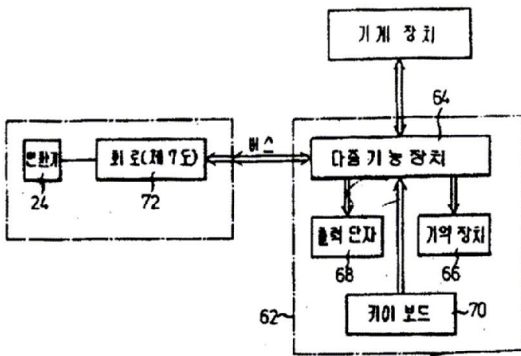 기계 장치
64
버스
변환기
회로(제7도)
다중기능장치
24
72
출력 단자
기억 장치
68
66
62
키이 보드
70